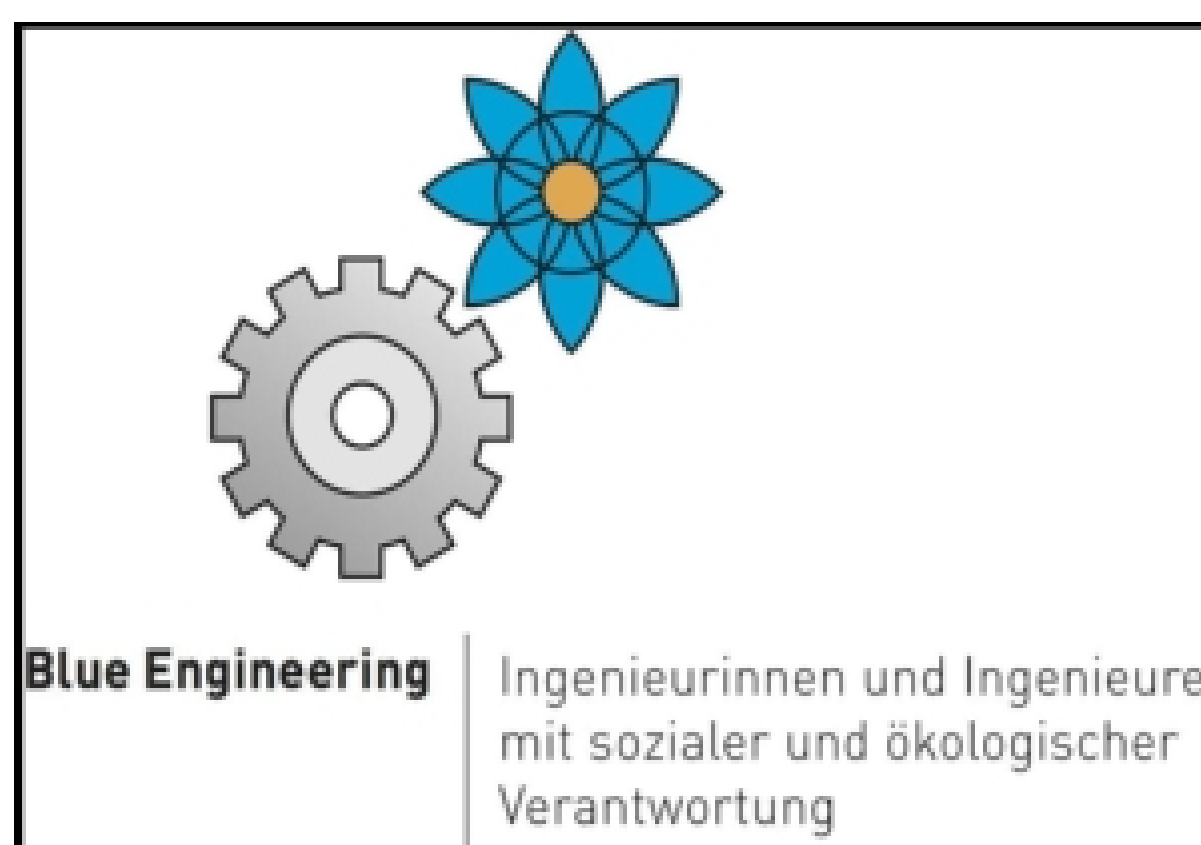 Blue Engineering
Ingenieurinnen und Ingenieure
mit sozialer und ökologischer
Verantwortung